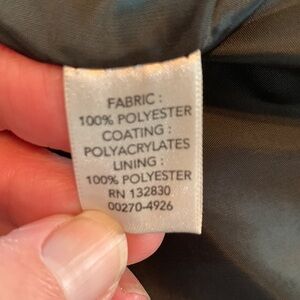 FABRIC :
100% POLYESTER
COATING :
POLYACRYLATES
LINING :
100% POLYESTER
RN 132830
00270-4926